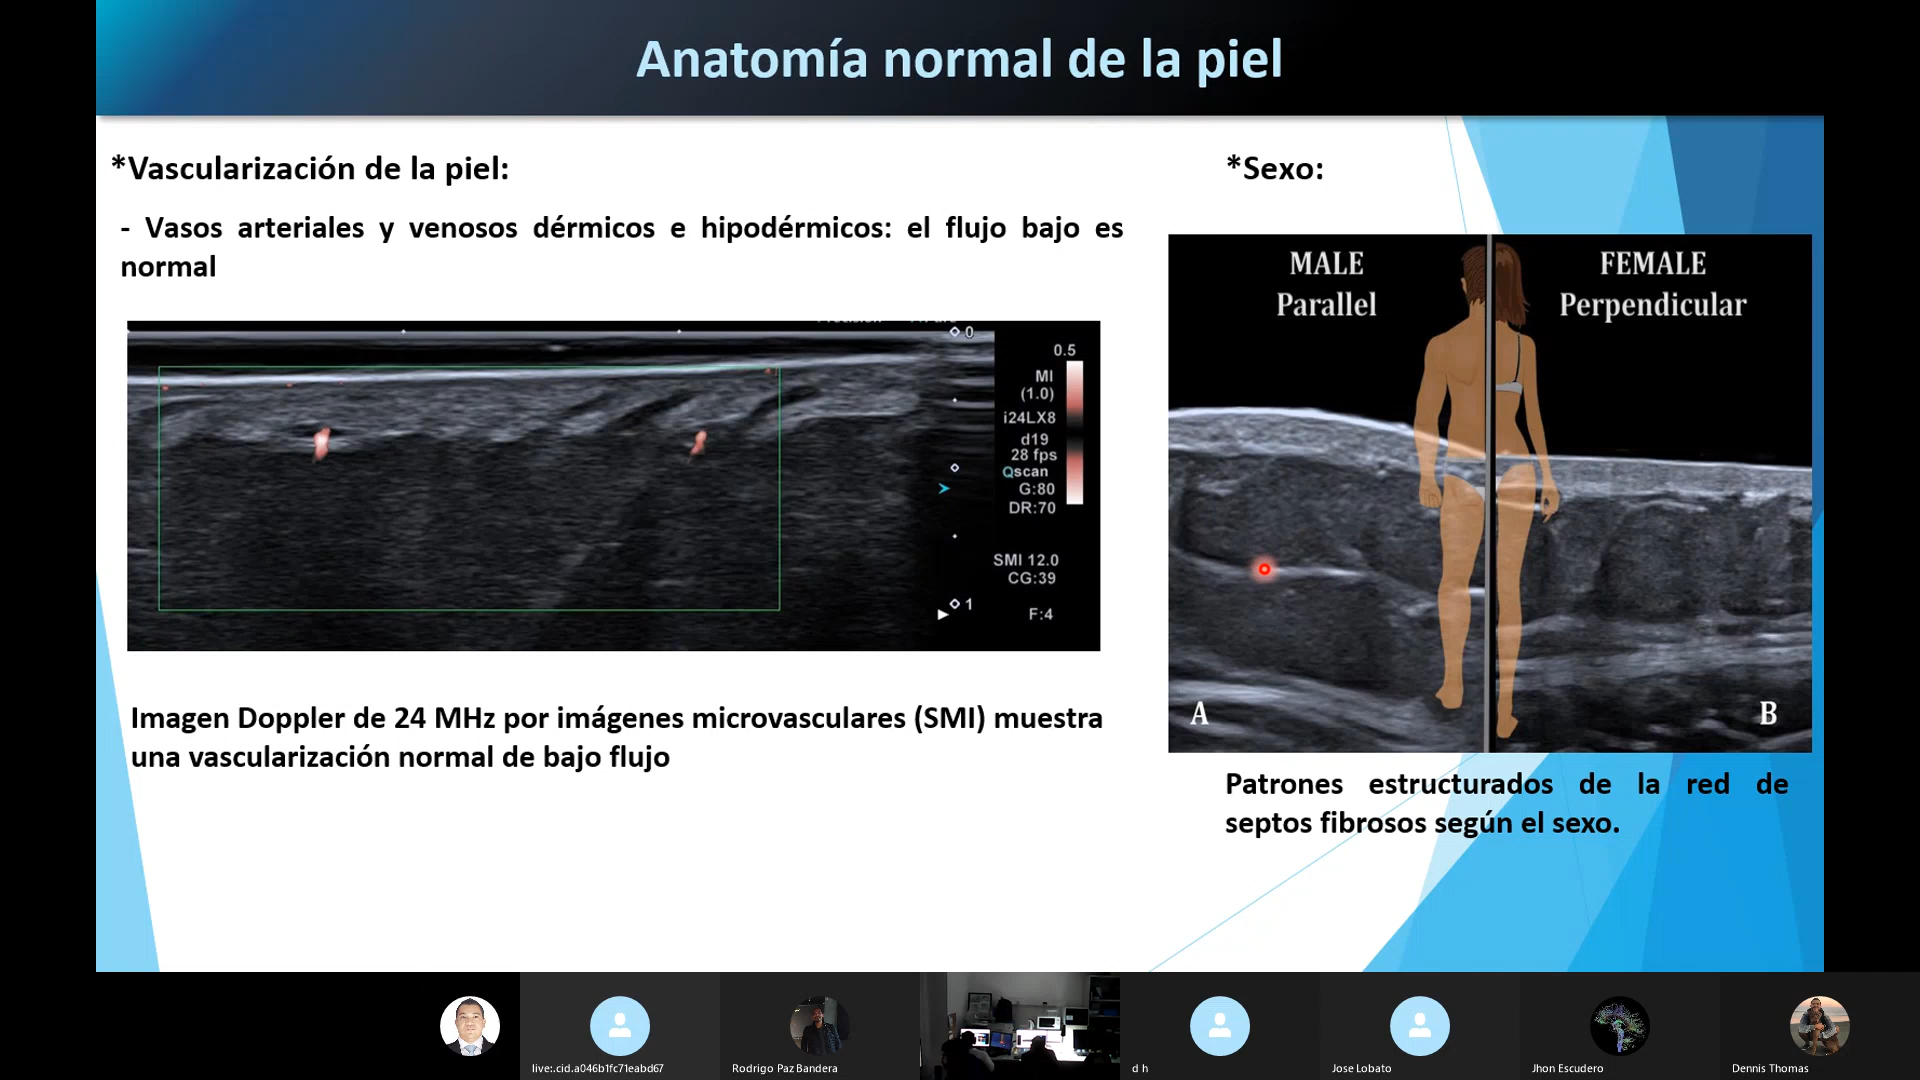 Anatomía normal de la piel
*Vascularización de la piel:
- Vasos arteriales y venosos dérmicos e hipodérmicos: el flujo bajo es
normal
0
0.5
MI
(1.0)
i24LX8
d19
28 fps
Qscan
G:80
DR:70
SMI 12.0
CG:39
1
F:4
Imagen Doppler de 24 MHz por imágenes microvasculares (SMI) muestra
una vascularización normal de bajo flujo
*Sexo:
MALE
Parallel
FEMALE
Perpendicular
A
B
Patrones estructurados de la red de
septos fibrosos según el sexo.
live:.cid.a046b1fc71eabd67
Rodrigo Paz Bandera
d h
Jose Lobato
Jhon Escudero
Dennis Thomas